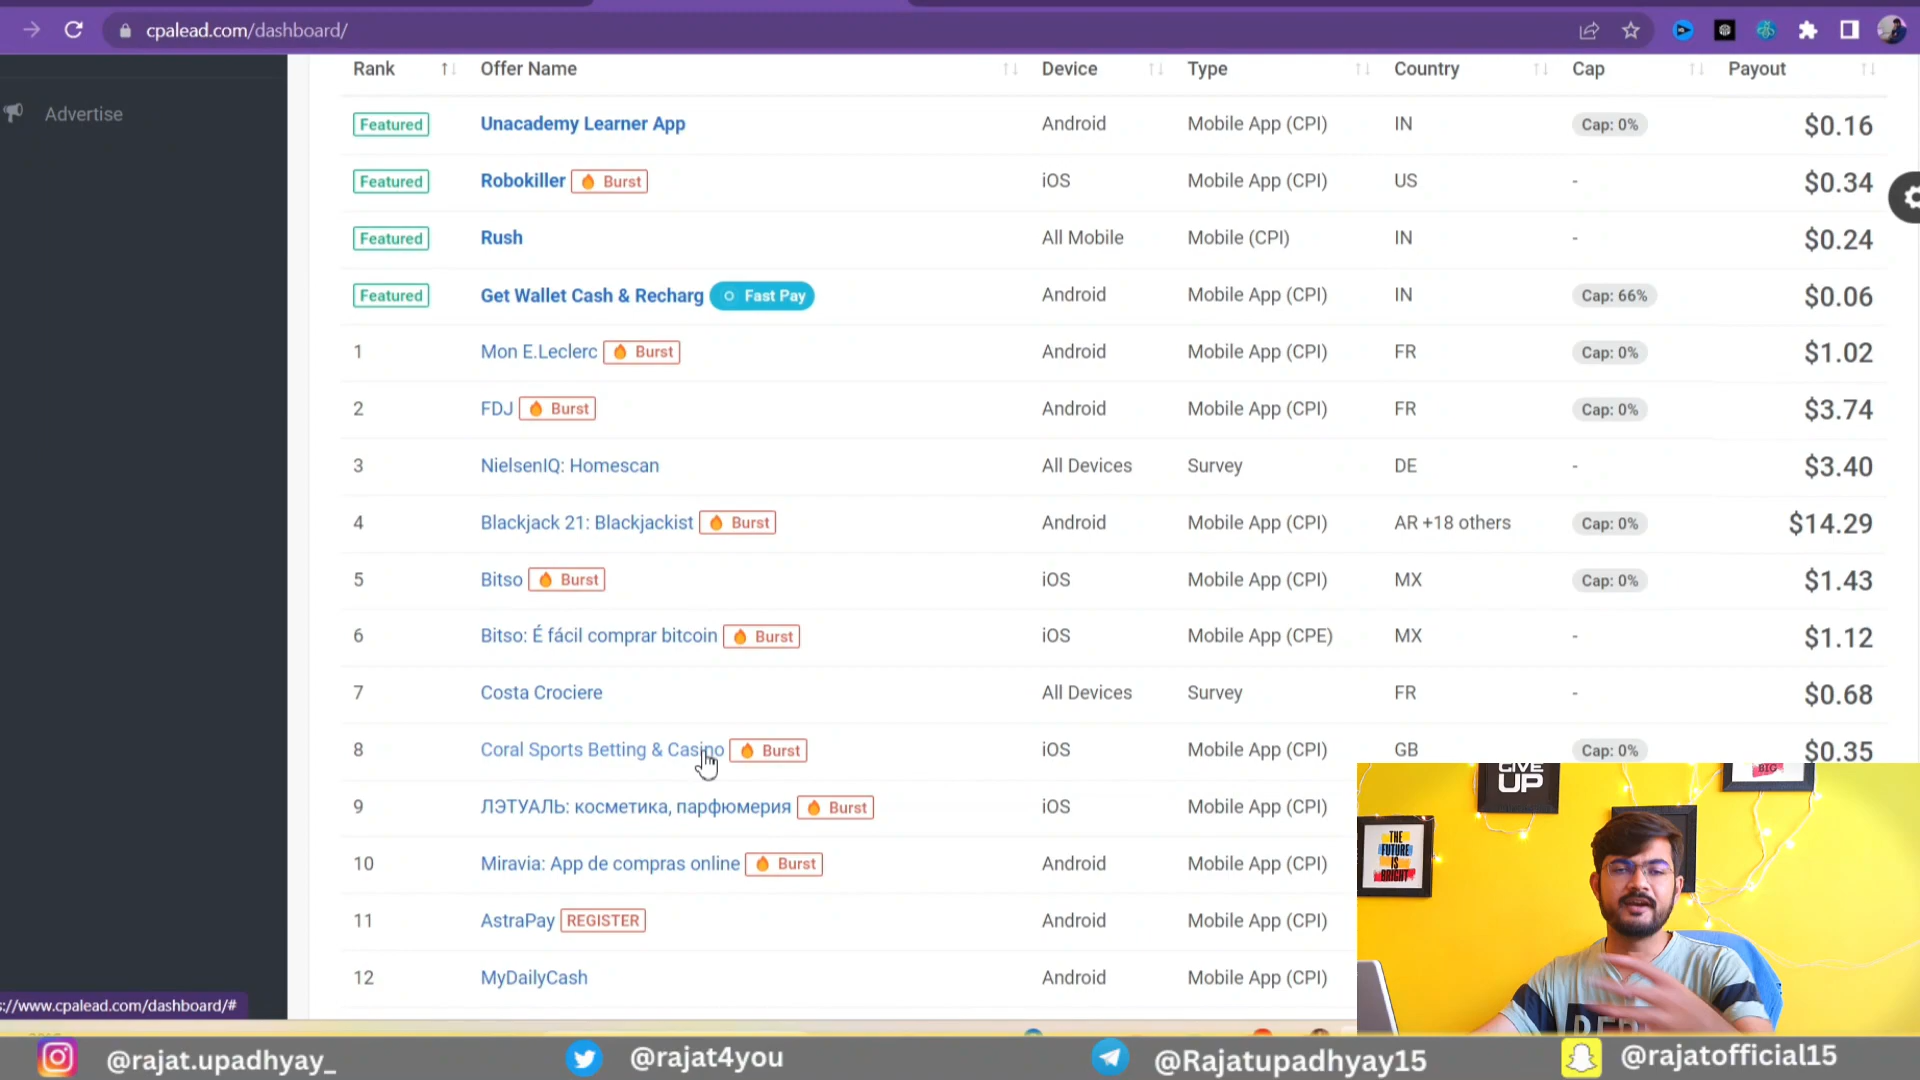 cpalead.com/dashboard/
Advertise
Rank Offer Name Device Type Country Cap Payout
Featured Unacademy Learner App Android Mobile App (CPI) IN Cap: 0% $0.16
Featured Robokiller Burst iOS Mobile App (CPI) US - $0.34
Featured Rush All Mobile Mobile (CPI) IN - $0.24
Featured Get Wallet Cash & Recharg Fast Pay Android Mobile App (CPI) IN Cap: 66% $0.06
1 Mon E.Leclerc Burst Android Mobile App (CPI) FR Cap: 0% $1.02
2 FDJ Burst Android Mobile App (CPI) FR Cap: 0% $3.74
3 NielsenIQ: Homescan All Devices Survey DE - $3.40
4 Blackjack 21: Blackjackist Burst Android Mobile App (CPI) AR +18 others Cap: 0% $14.29
5 Bitso Burst iOS Mobile App (CPI) MX Cap: 0% $1.43
6 Bitso: É fácil comprar bitcoin Burst iOS Mobile App (CPE) MX - $1.12
7 Costa Crociere All Devices Survey FR - $0.68
8 Coral Sports Betting & Casino Burst iOS Mobile App (CPI) GB Cap: 0% $0.35
9 ЛЭТУАЛЬ: косметика, парфюмерия Burst iOS Mobile App (CPI)
10 Miravia: App de compras online Burst Android Mobile App (CPI)
11 AstraPay REGISTER Android Mobile App (CPI)
12 MyDailyCash Android Mobile App (CPI)
GIVE
UP
BIG
THE
FUTURE
IS
BRIGHT
s://www.cpalead.com/dashboard/#
@rajat.upadhyay_ @rajat4you @Rajatupadhyay15 @rajatofficial15